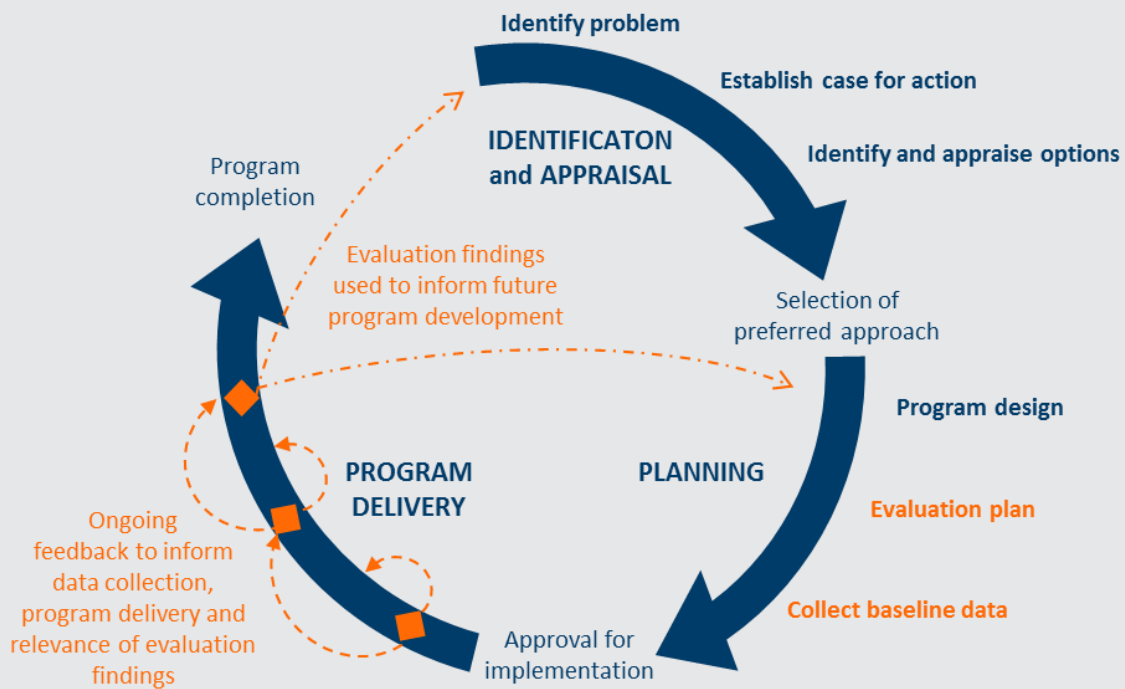 Identify problem
Establish case for action
IDENTIFICATON
and APPRAISAL
Identify and appraise options
Program
completion
Evaluation findings
used to inform future
program development
Selection of
preferred approach
Program design
PROGRAM
DELIVERY
PLANNING
Evaluation plan
Ongoing
feedback to inform
data collection,
program delivery and
relevance of evaluation
findings
Collect baseline data
Approval for
implementation